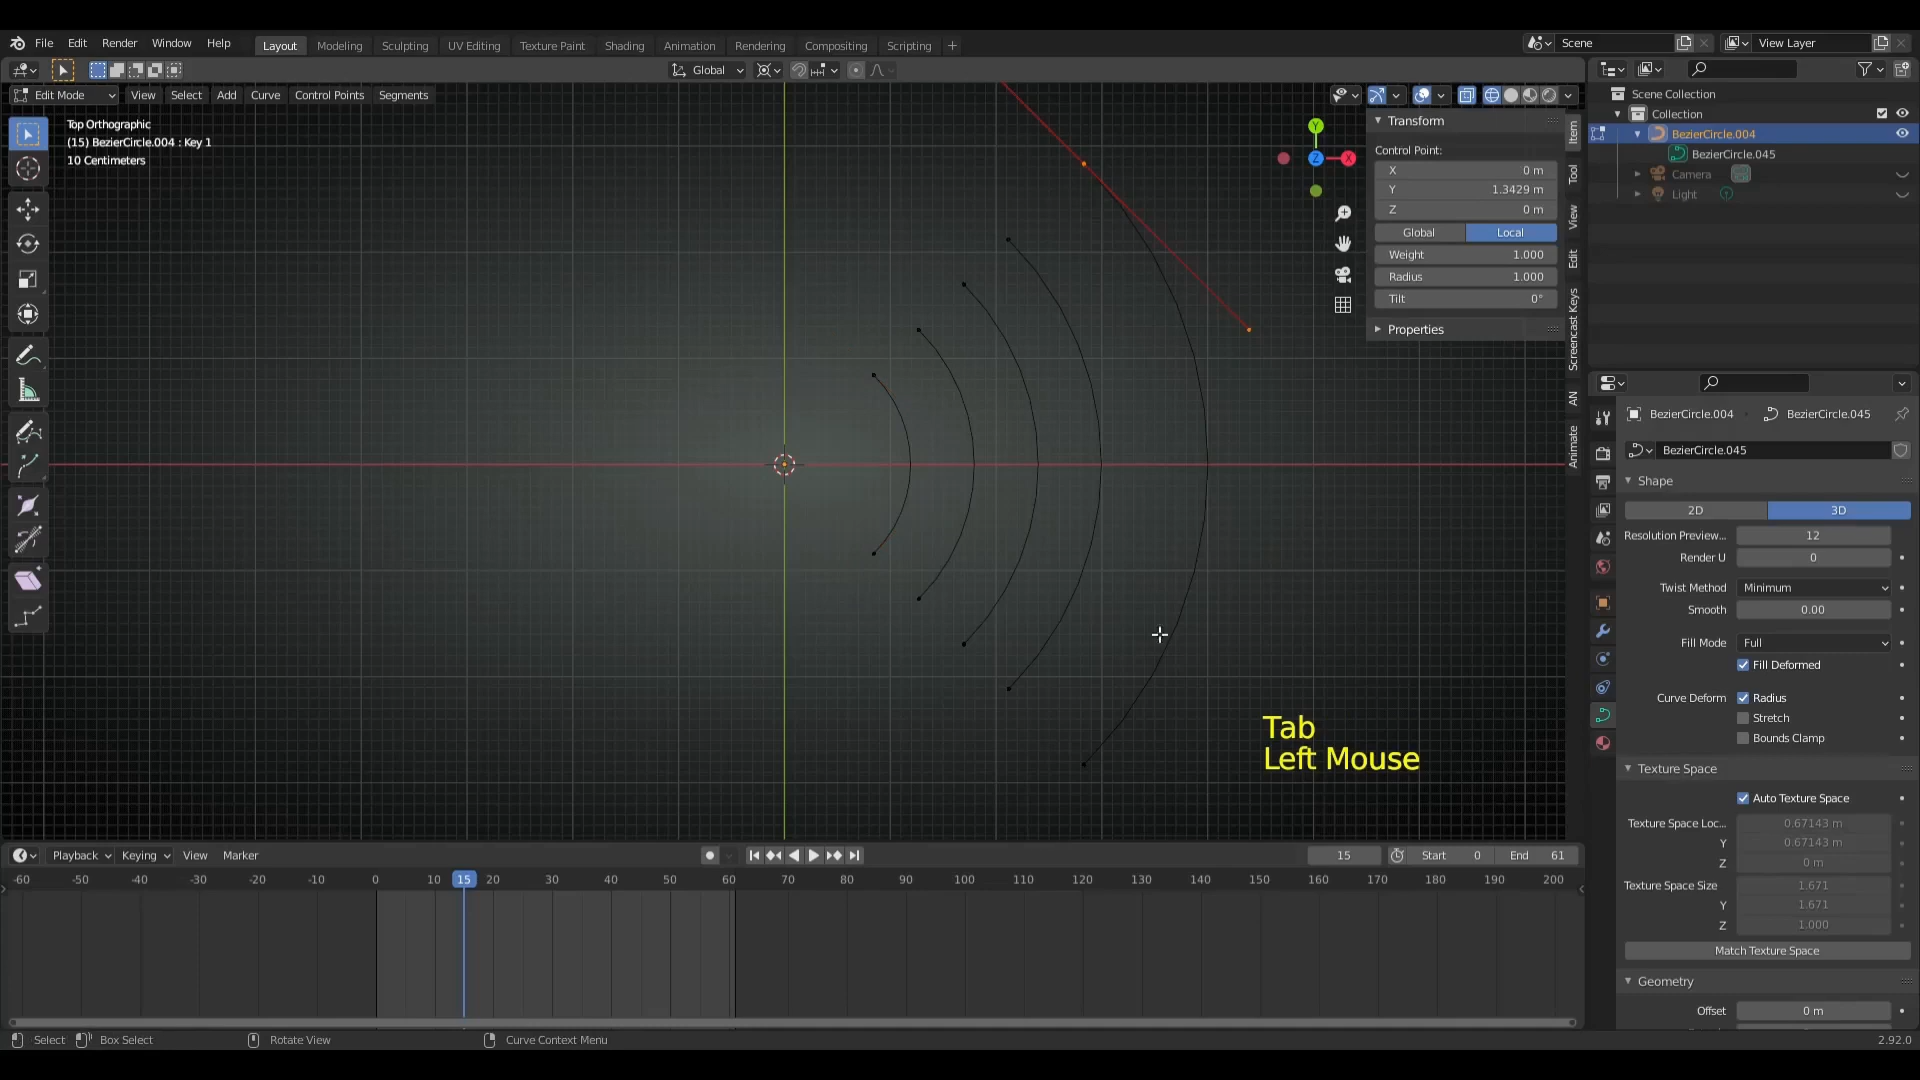 File Edit Render Window Help Layout Modeling Sculpting UV Editing Texture Paint Shading Animation Rendering Compositing Scripting + Scene View Layer
Global
Edit Mode View Select Add Curve Control Points Segments
Top Orthographic
(15) BezierCircle.004 : Key 1
10 Centimeters
Y
Z
X
Transform
Control Point:
X 0 m
Y 1.3429 m
Z 0 m
Global Local
Weight 1.000
Radius 1.000
Tilt 0°
Properties
Item
Tool
View
Edit
Screencast Keys
AN
Animate
Scene Collection
Collection
BezierCircle.004
BezierCircle.045
Camera
Light
BezierCircle.004 BezierCircle.045
BezierCircle.045
Shape
2D 3D
Resolution Preview... 12
Render U 0
Twist Method Minimum
Smooth 0.00
Fill Mode Full
Fill Deformed
Curve Deform Radius
Stretch
Bounds Clamp
Texture Space
Auto Texture Space
Texture Space Loc... 0.67143 m
Y 0.67143 m
Z 0 m
Texture Space Size 1.671
Y 1.671
Z 1.000
Match Texture Space
Geometry
Offset 0 m
Tab
Left Mouse
Playback Keying View Marker 15 Start 0 End 61
-60 -50 -40 -30 -20 -10 0 10 15 20 30 40 50 60 70 80 90 100 110 120 130 140 150 160 170 180 190 200
Select Box Select Rotate View Curve Context Menu 2.92.0